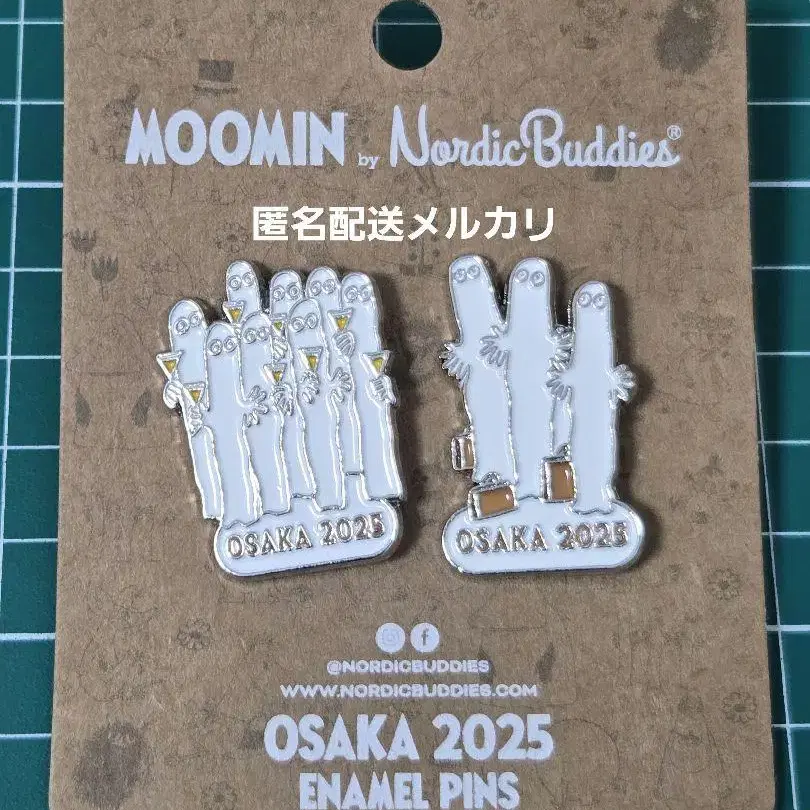 MOOMIN by NordicBuddies®
匿名配送メルカリ
OSAKA 2025
OSAKA 2025
@NORDICBUDDIES
WWW.NORDICBUDDIES.COM
OSAKA 2025
ENAMEL PINS